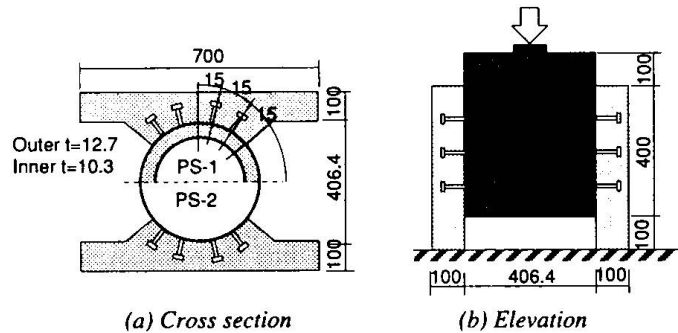 700
15
15
15
100
406.4
100
Outer t=12.7
Inner t=10.3
PS-1
PS-2
(a) Cross section
100
400
100
100
406.4
100
(b) Elevation